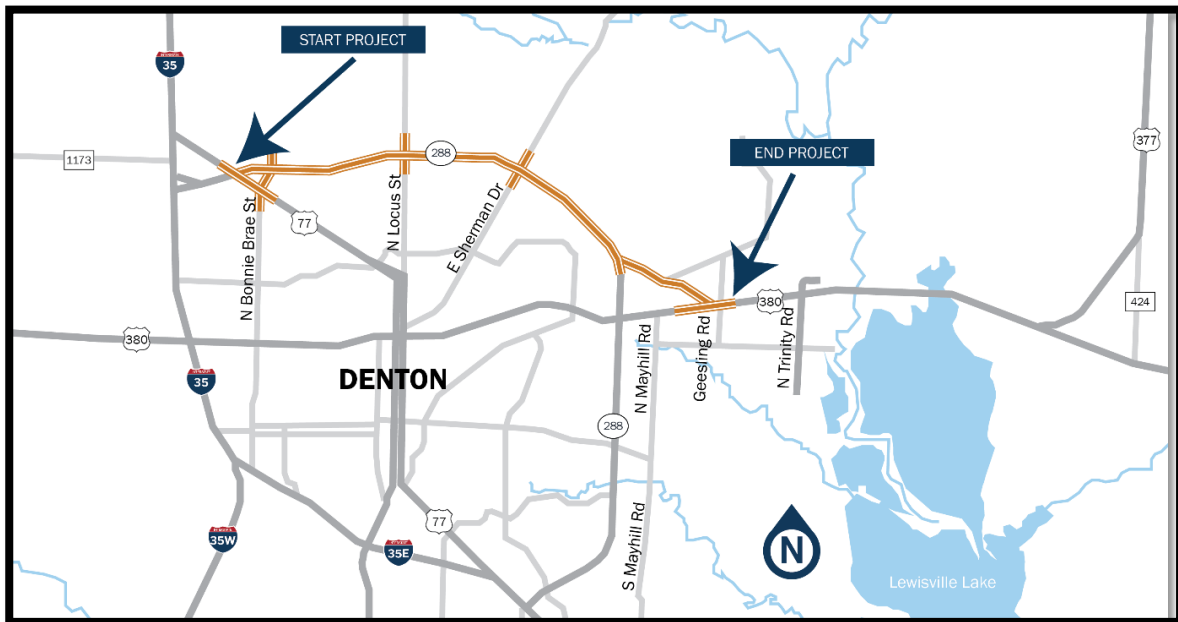 START PROJECT
35
END PROJECT
377
288
1173
N Locus St
E Sherman Dr
N Bonnie Brae St
77
380
424
N Mayhill Rd
Geesling Rd
N Trinity Rd
380
35
DENTON
288
77
35W
35E
S Mayhill Rd
N
Lewisville Lake